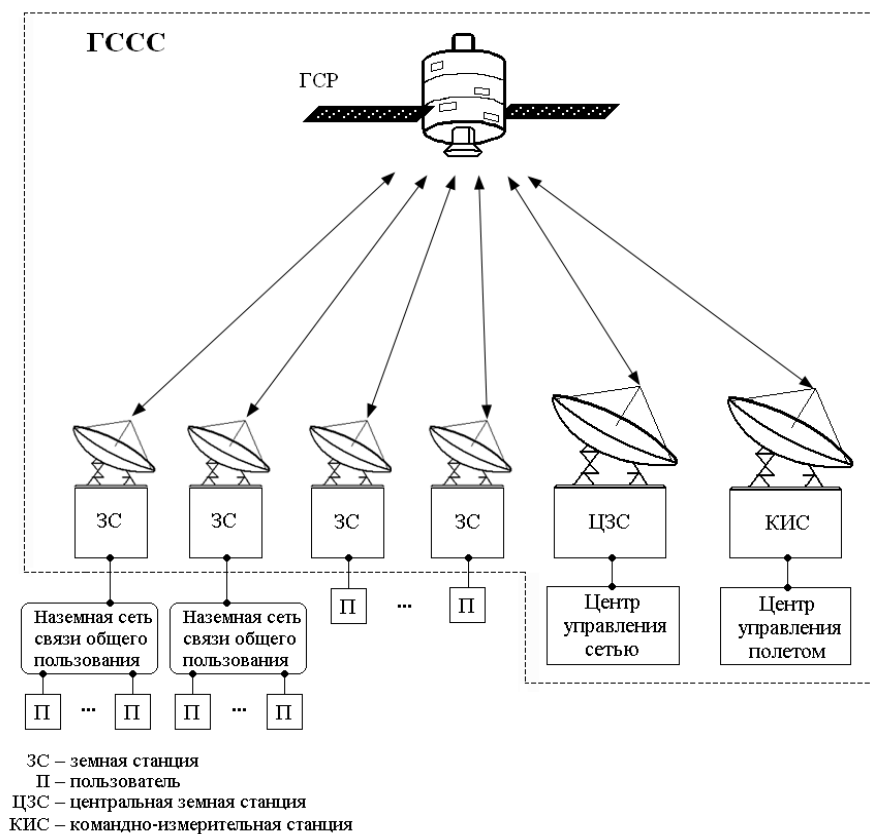 ГССС
ГСР
ЗС ЗС ЗС ЗС ЦЗС КИС
П ... П
Наземная сеть
связи общего
пользования
Наземная сеть
связи общего
пользования
Центр
управления
сетью
Центр
управления
полетом
П ... П П ... П
ЗС – земная станция
П – пользователь
ЦЗС – центральная земная станция
КИС – командно-измерительная станция